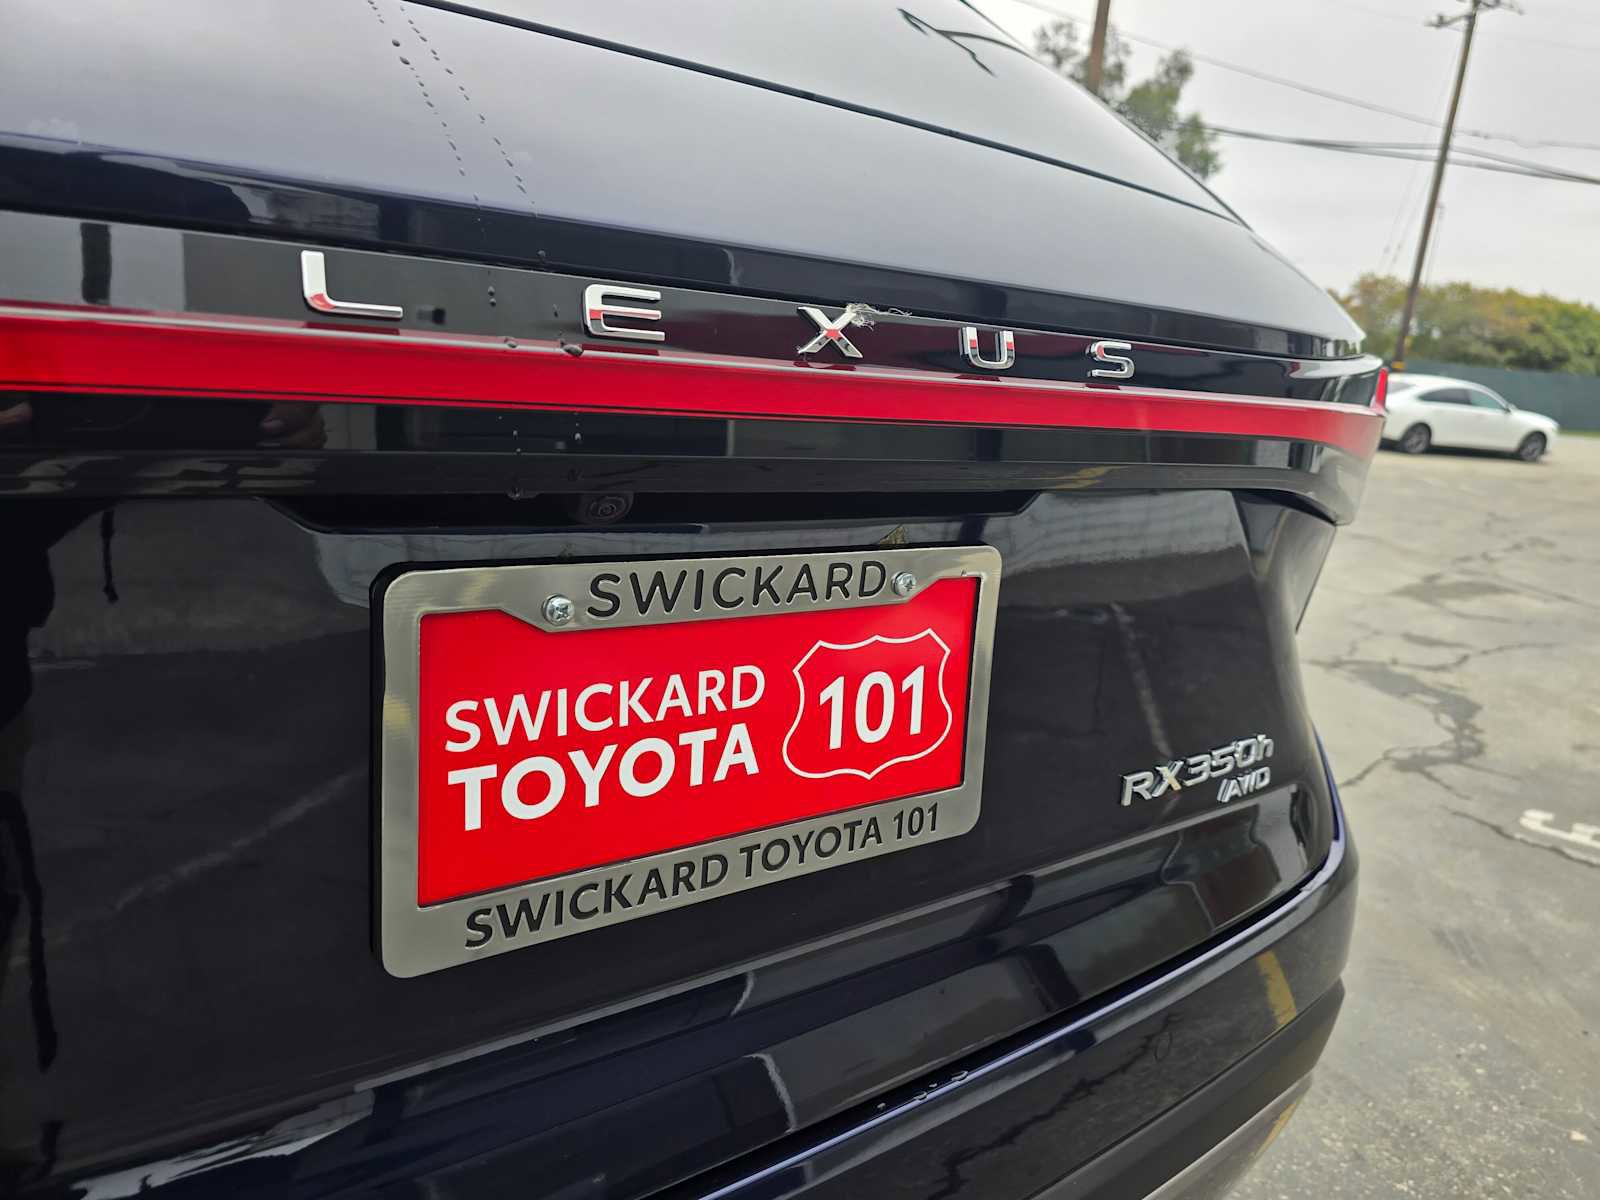 LEXUS
SWICKARD
SWICKARD
TOYOTA
101
SWICKARD TOYOTA 101
RX350h
AWD